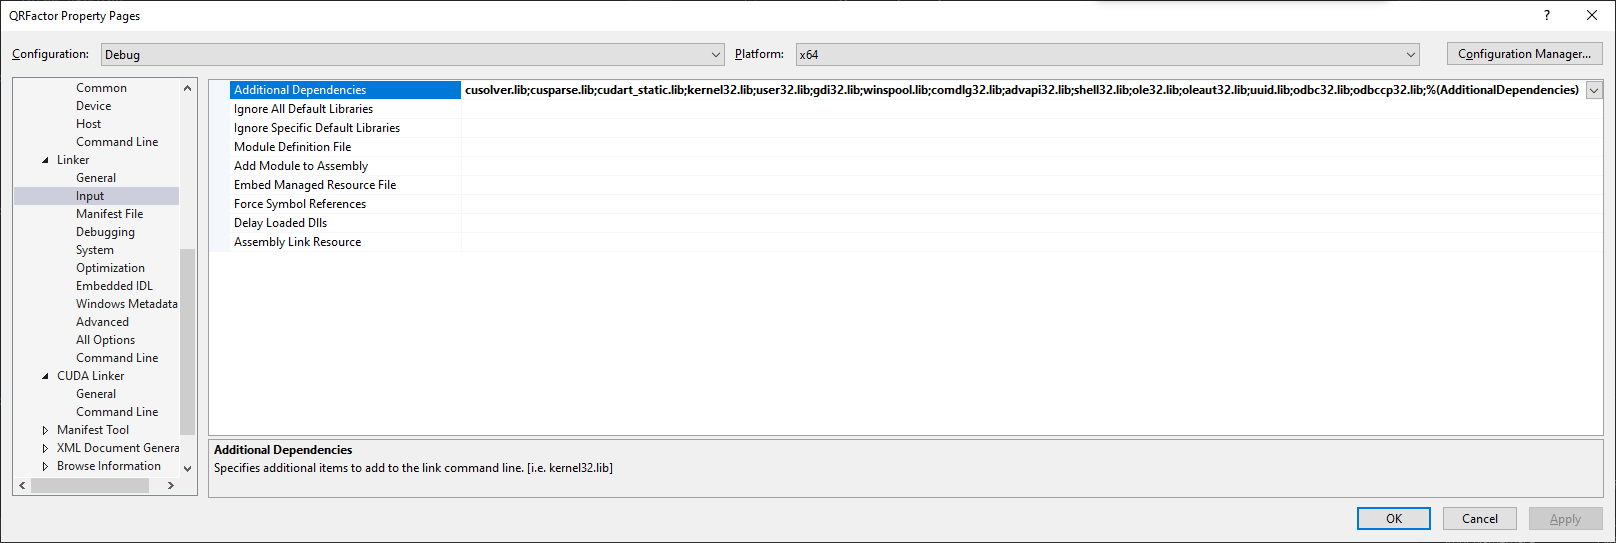 QRFactor Property Pages
?
Configuration: Debug Platform: x64 Configuration Manager...
Common
Device
Host
Command Line
Linker
General
Input
Manifest File
Debugging
System
Optimization
Embedded IDL
Windows Metadata
Advanced
All Options
Command Line
CUDA Linker
General
Command Line
Manifest Tool
XML Document Genera
Browse Information
Additional Dependencies cusolver.lib;cusparse.lib;cudart_static.lib;kernel32.lib;user32.lib;gdi32.lib;winspool.lib;comdlg32.lib;advapi32.lib;shell32.lib;ole32.lib;oleaut32.lib;uuid.lib;odbc32.lib;odbccp32.lib;%(AdditionalDependencies)
Ignore All Default Libraries
Ignore Specific Default Libraries
Module Definition File
Add Module to Assembly
Embed Managed Resource File
Force Symbol References
Delay Loaded Dlls
Assembly Link Resource
Additional Dependencies
Specifies additional items to add to the link command line. [i.e. kernel32.lib]
OK Cancel Apply